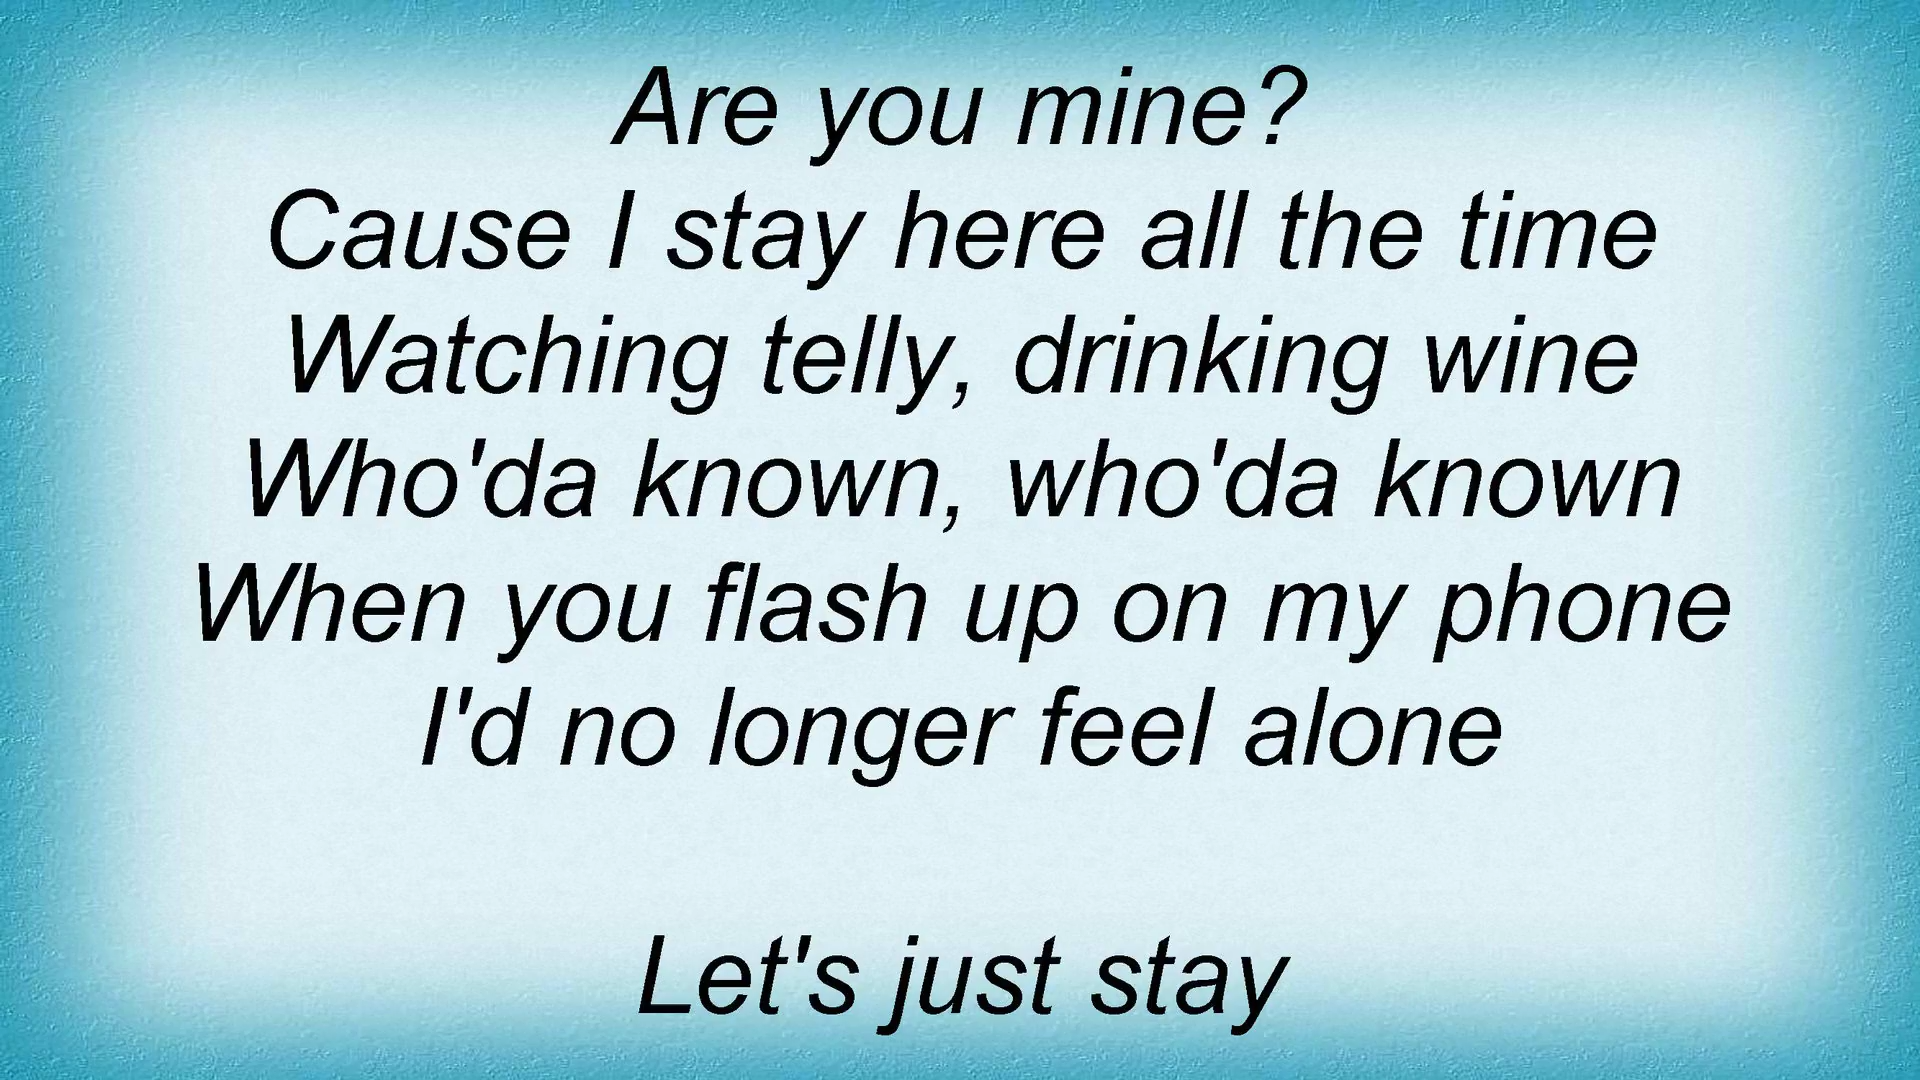 Are you mine?
Cause I stay here all the time
Watching telly, drinking wine
Who'da known, who'da known
When you flash up on my phone
I'd no longer feel alone
Let's just stay